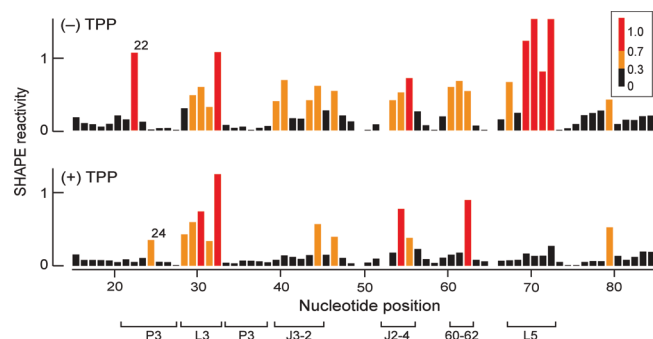 (–) TPP
22
1.0
0.7
0.3
0
1
0
SHAPE reactivity
(+) TPP
1
24
0
20 30 40 50 60 70 80
Nucleotide position
P3 L3 P3 J3-2 J2-4 60-62 L5